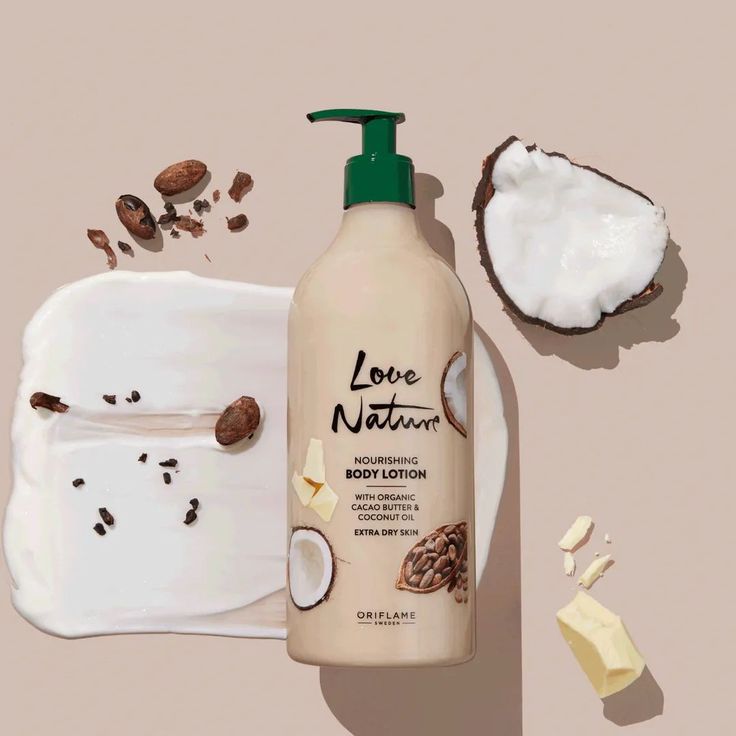 Love
Nature
NOURISHING
BODY LOTION
WITH ORGANIC
CACAO BUTTER &
COCONUT OIL
EXTRA DRY SKIN
ORIFLAME
SWEDEN